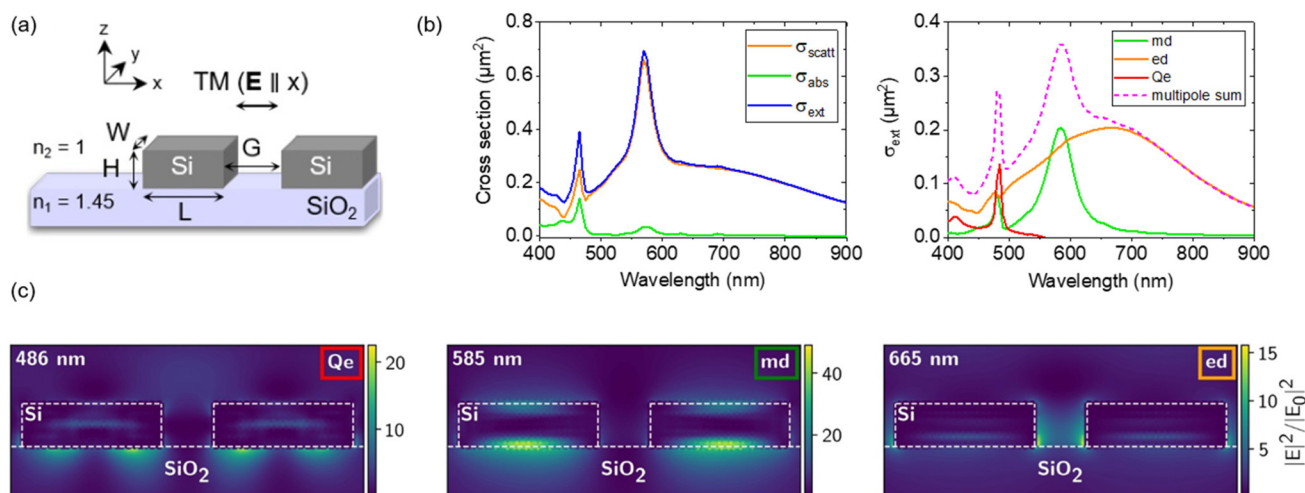 (a)
z
y
x
TM (E ∥ x)
W
n₂ = 1
H
Si
G
Si
n₁ = 1.45
L
SiO₂
(b)
Cross section (μm²)
0.8
0.6
0.4
0.2
0.0
400 500 600 700 800 900
Wavelength (nm)
σscatt
σabs
σext
σext (μm²)
0.4
0.3
0.2
0.1
0.0
400 500 600 700 800 900
Wavelength (nm)
md
ed
Qe
multipole sum
(c)
486 nm
Qe
Si
SiO₂
20
10
585 nm
md
Si
SiO₂
40
20
665 nm
ed
Si
SiO₂
15
10
5
|E|²/|E₀|²